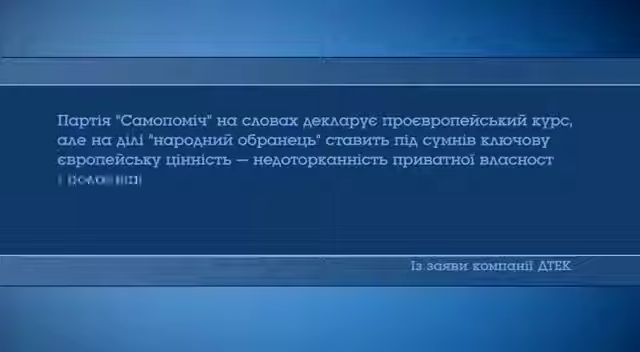 Партія "Самопоміч" на словах декларує проєвропейський курс,
але на ділі "народний обранець" ставить під сумнів ключову
європейську цінність — недоторканність приватної власност
Із заяви компанії ДТЕК